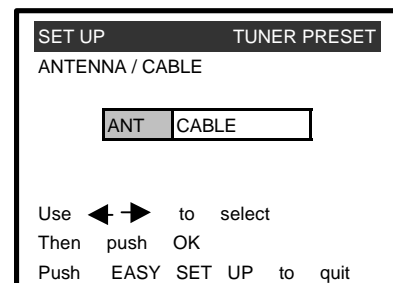 SET UP TUNER PRESET
ANTENNA / CABLE
ANT CABLE
Use ◀ - ▶ to select
Then push OK
Push EASY SET UP to quit